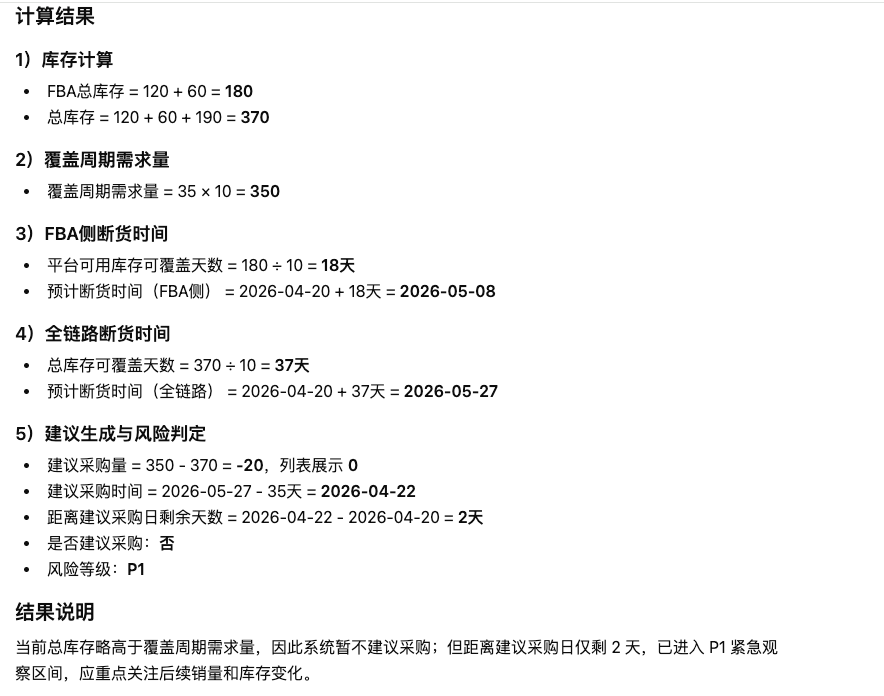 计算结果
1）库存计算
• FBA总库存 = 120 + 60 = 180
• 总库存 = 120 + 60 + 190 = 370
2）覆盖周期需求量
• 覆盖周期需求量 = 35 × 10 = 350
3）FBA侧断货时间
• 平台可用库存可覆盖天数 = 180 ÷ 10 = 18天
• 预计断货时间（FBA侧） = 2026-04-20 + 18天 = 2026-05-08
4）全链路断货时间
• 总库存可覆盖天数 = 370 ÷ 10 = 37天
• 预计断货时间（全链路） = 2026-04-20 + 37天 = 2026-05-27
5）建议生成与风险判定
• 建议采购量 = 350 - 370 = -20，列表展示 0
• 建议采购时间 = 2026-05-27 - 35天 = 2026-04-22
• 距离建议采购日剩余天数 = 2026-04-22 - 2026-04-20 = 2天
• 是否建议采购：否
• 风险等级：P1
结果说明
当前总库存略高于覆盖周期需求量，因此系统暂不建议采购；但距离建议采购日仅剩 2 天，已进入 P1 紧急观
察区间，应重点关注后续销量和库存变化。